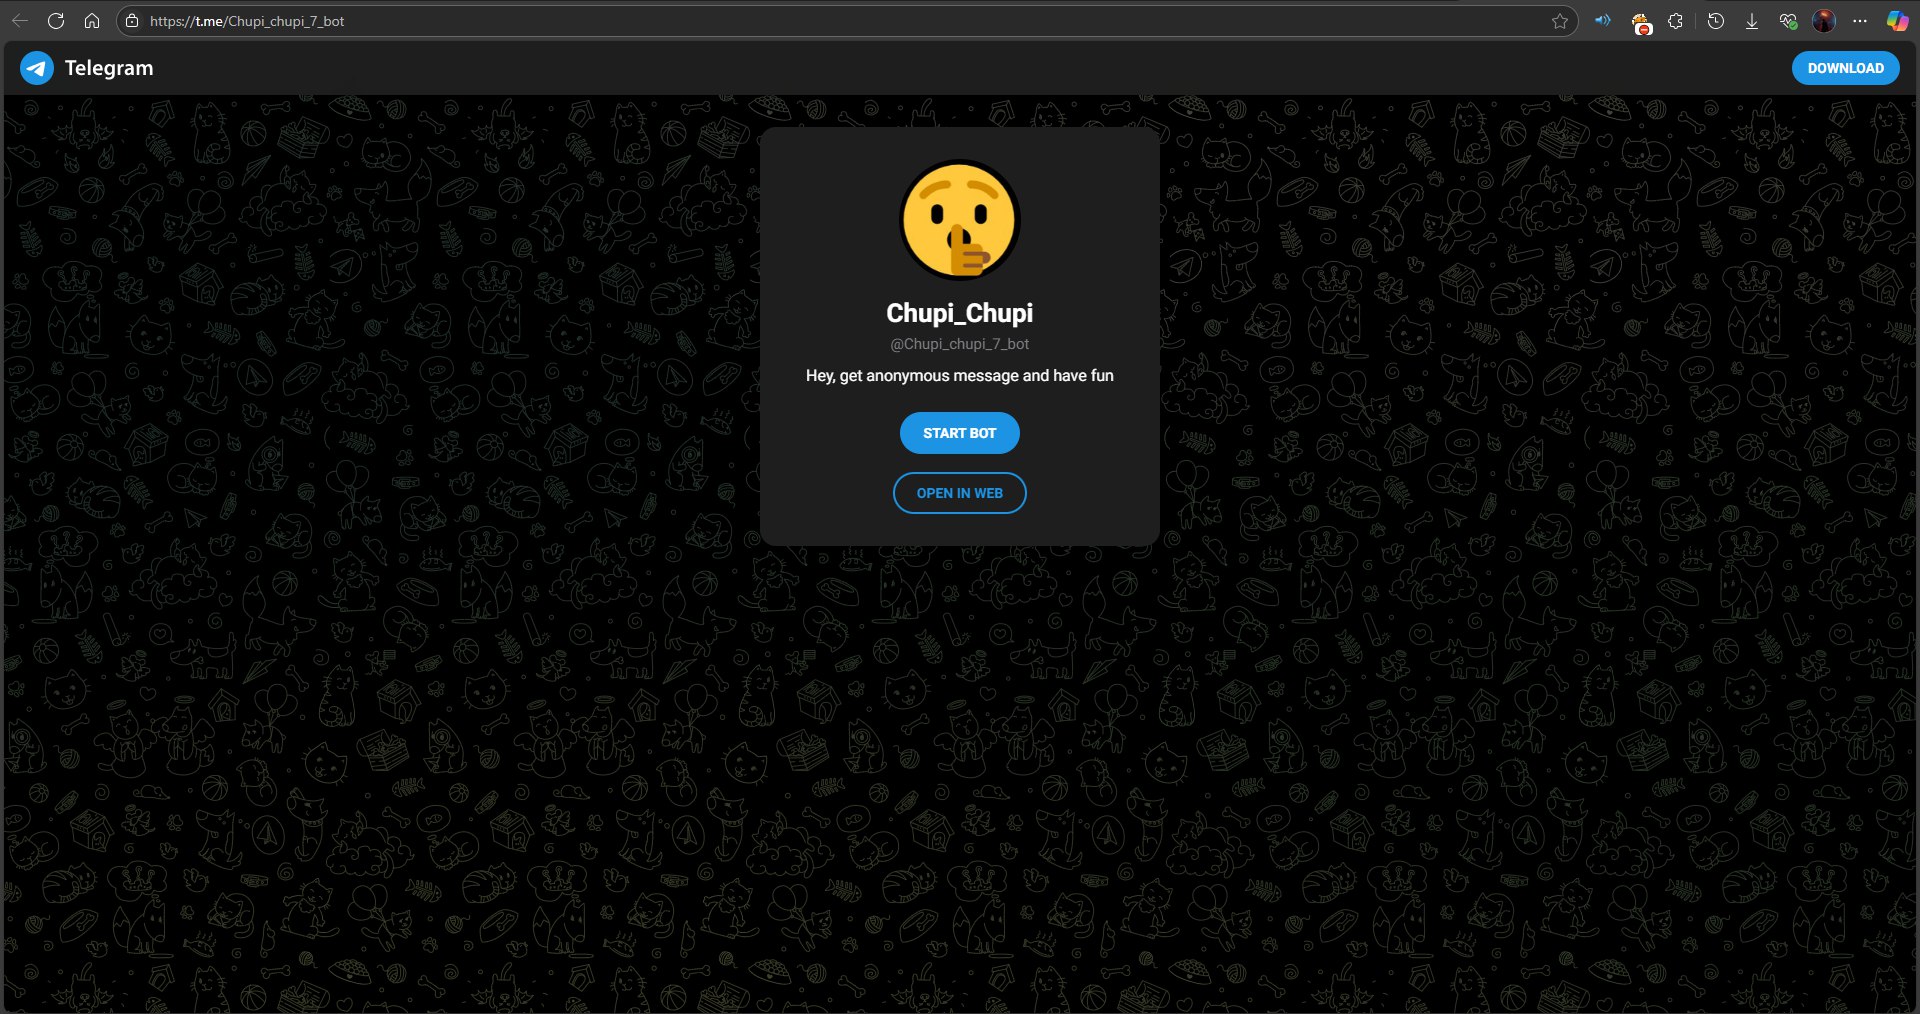 https://t.me/Chupi_chupi_7_bot
Telegram
DOWNLOAD
Chupi_Chupi
@Chupi_chupi_7_bot
Hey, get anonymous message and have fun
START BOT
OPEN IN WEB